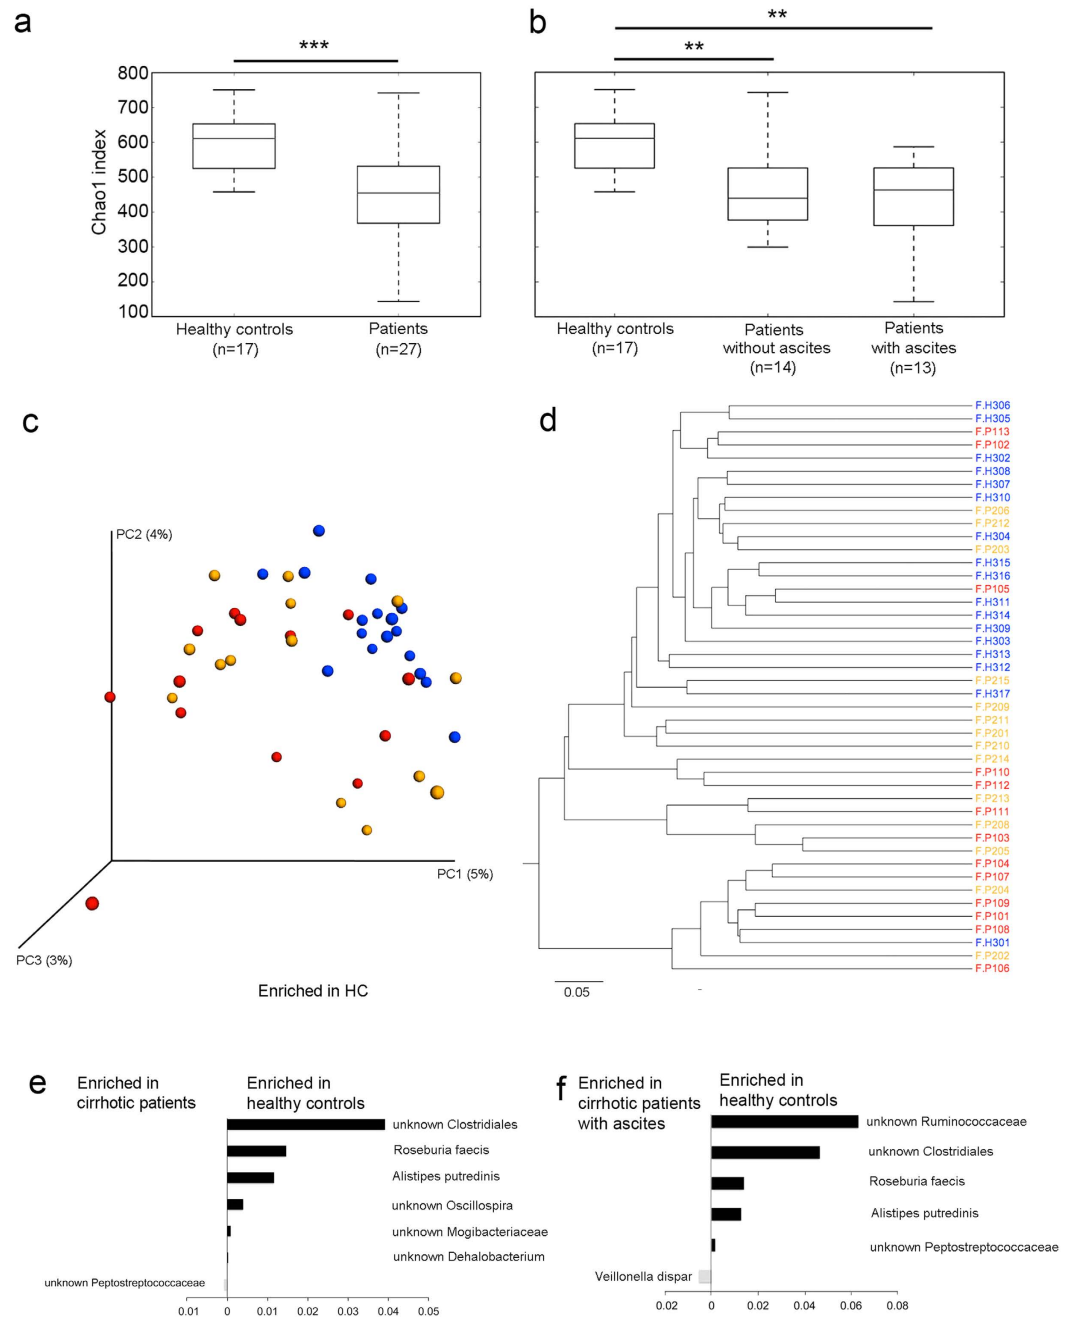 a
***
800
700
600
500
400
300
200
100
Chao1 index
Healthy controls
(n=17)
Patients
(n=27)
b
**
**
Healthy controls
(n=17)
Patients
without ascites
(n=14)
Patients
with ascites
(n=13)
c
PC2 (4%)
PC1 (5%)
PC3 (3%)
Enriched in HC
d
F.H306
F.H305
F.P113
F.P102
F.H302
F.H308
F.H307
F.H310
F.P206
F.P212
F.H304
F.P203
F.H315
F.H316
F.P105
F.H311
F.H314
F.H309
F.H303
F.H313
F.H312
F.P215
F.H317
F.P209
F.P211
F.P201
F.P210
F.P214
F.P110
F.P112
F.P213
F.P111
F.P208
F.P103
F.P205
F.P104
F.P107
F.P204
F.P109
F.P101
F.P108
F.H301
F.P202
F.P106
0.05
e
Enriched in
cirrhotic patients
Enriched in
healthy controls
unknown Clostridiales
Roseburia faecis
Alistipes putredinis
unknown Oscillospira
unknown Mogibacteriaceae
unknown Dehalobacterium
unknown Peptostreptococcaceae
0.01 0 0.01 0.02 0.03 0.04 0.05
f
Enriched in
cirrhotic patients
with ascites
Enriched in
healthy controls
unknown Ruminococcaceae
unknown Clostridiales
Roseburia faecis
Alistipes putredinis
unknown Peptostreptococcaceae
Veillonella dispar
0.02 0 0.02 0.04 0.06 0.08